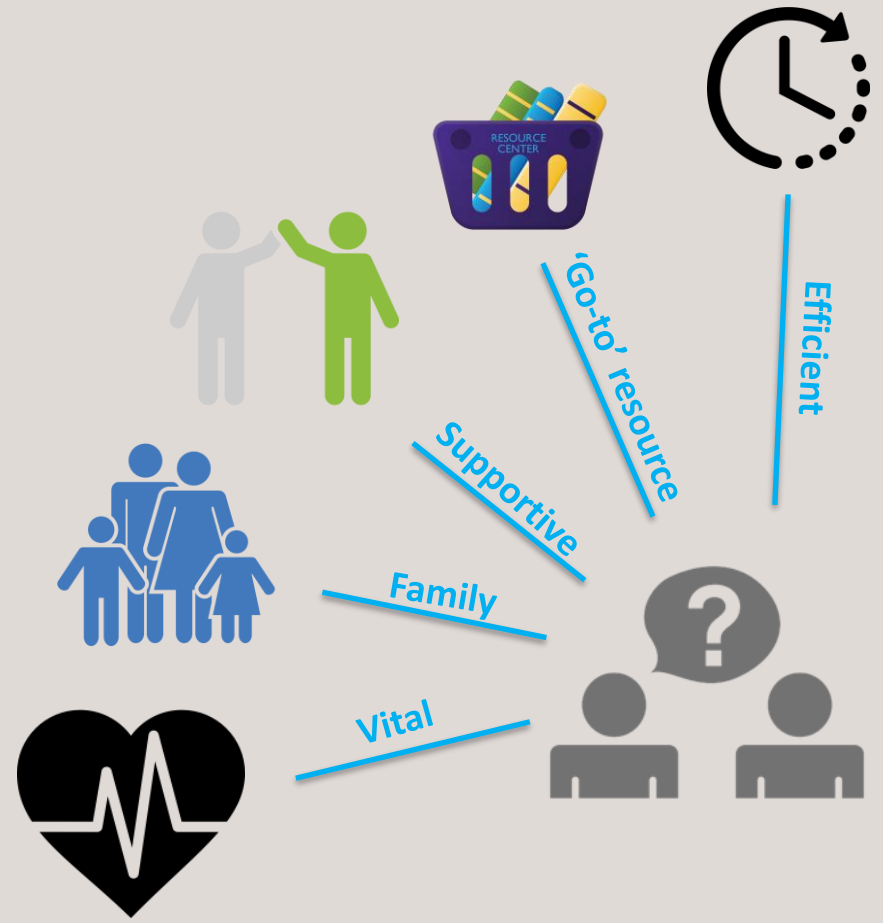 RESOURCE
CENTER
Efficient
‘Go-to’ resource
Supportive
Family
?
Vital